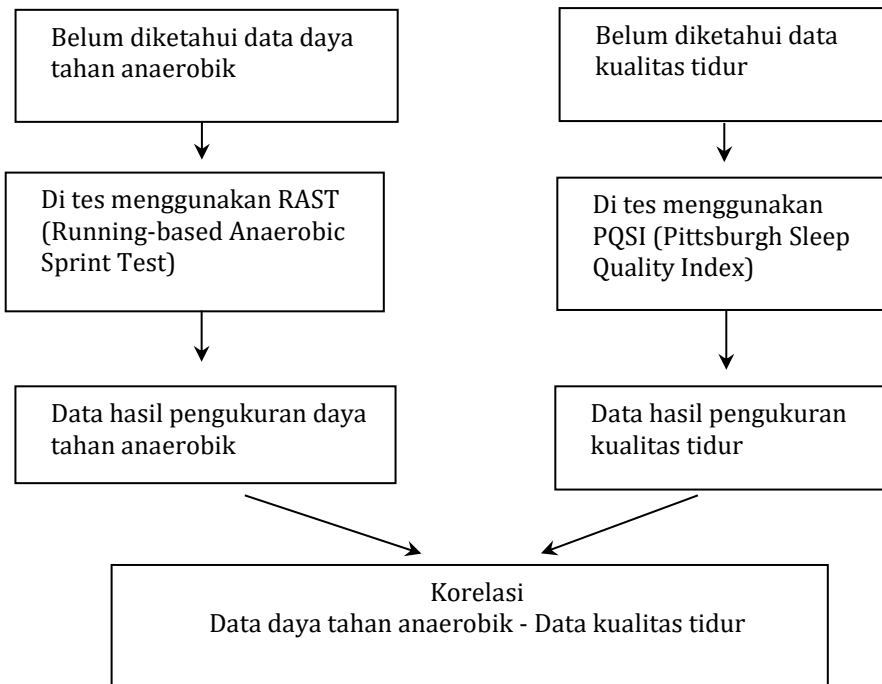 Belum diketahui data daya
tahan anaerobik
Belum diketahui data
kualitas tidur
Di tes menggunakan RAST
(Running-based Anaerobic
Sprint Test)
Di tes menggunakan
PQSI (Pittsburgh Sleep
Quality Index)
Data hasil pengukuran daya
tahan anaerobik
Data hasil pengukuran
kualitas tidur
Korelasi
Data daya tahan anaerobik - Data kualitas tidur